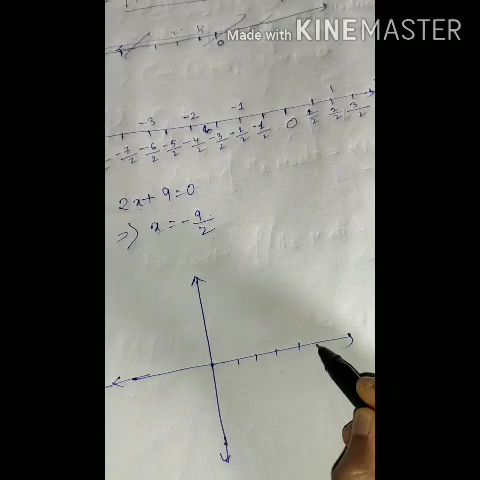 Made with KINEMASTER
0
-3 -2 -1 0 1
-7/2 -6/2 -5/2 -4/2 -3/2 -1/2 1/2 2/2 3/2
2x + 9 = 0
⇒) x = -9/2